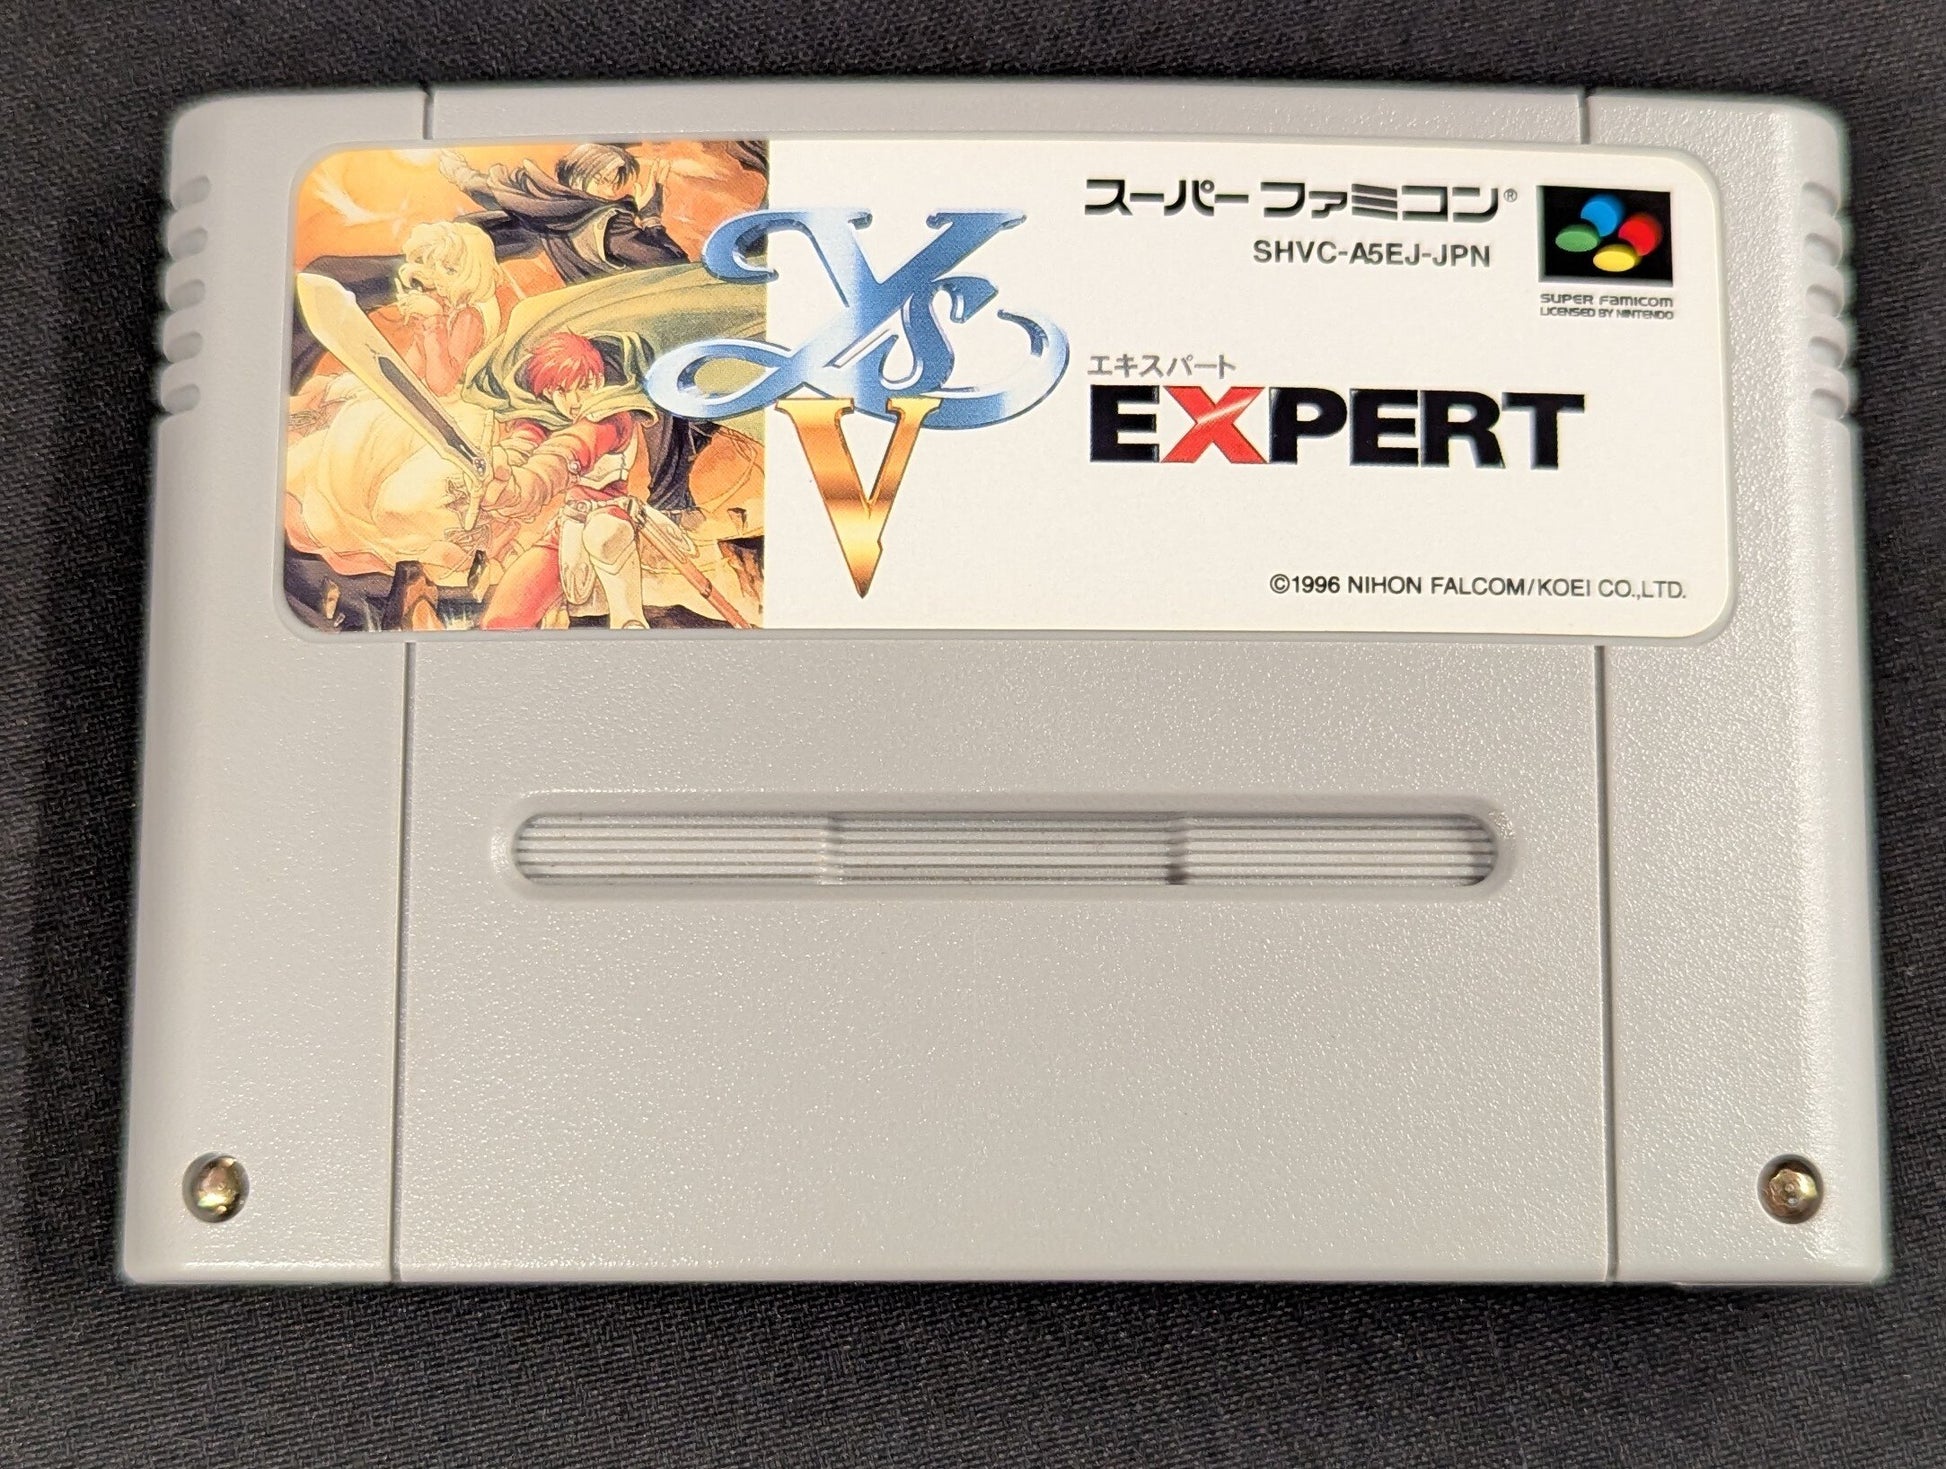 スーパーファミコン®
SHVC-A5EJ-JPN
SUPER Famicom
LICENSED BY NINTENDO
Ys
V
エキスパート
EXPERT
©1996 NIHON FALCOM/KOEI CO.,LTD.